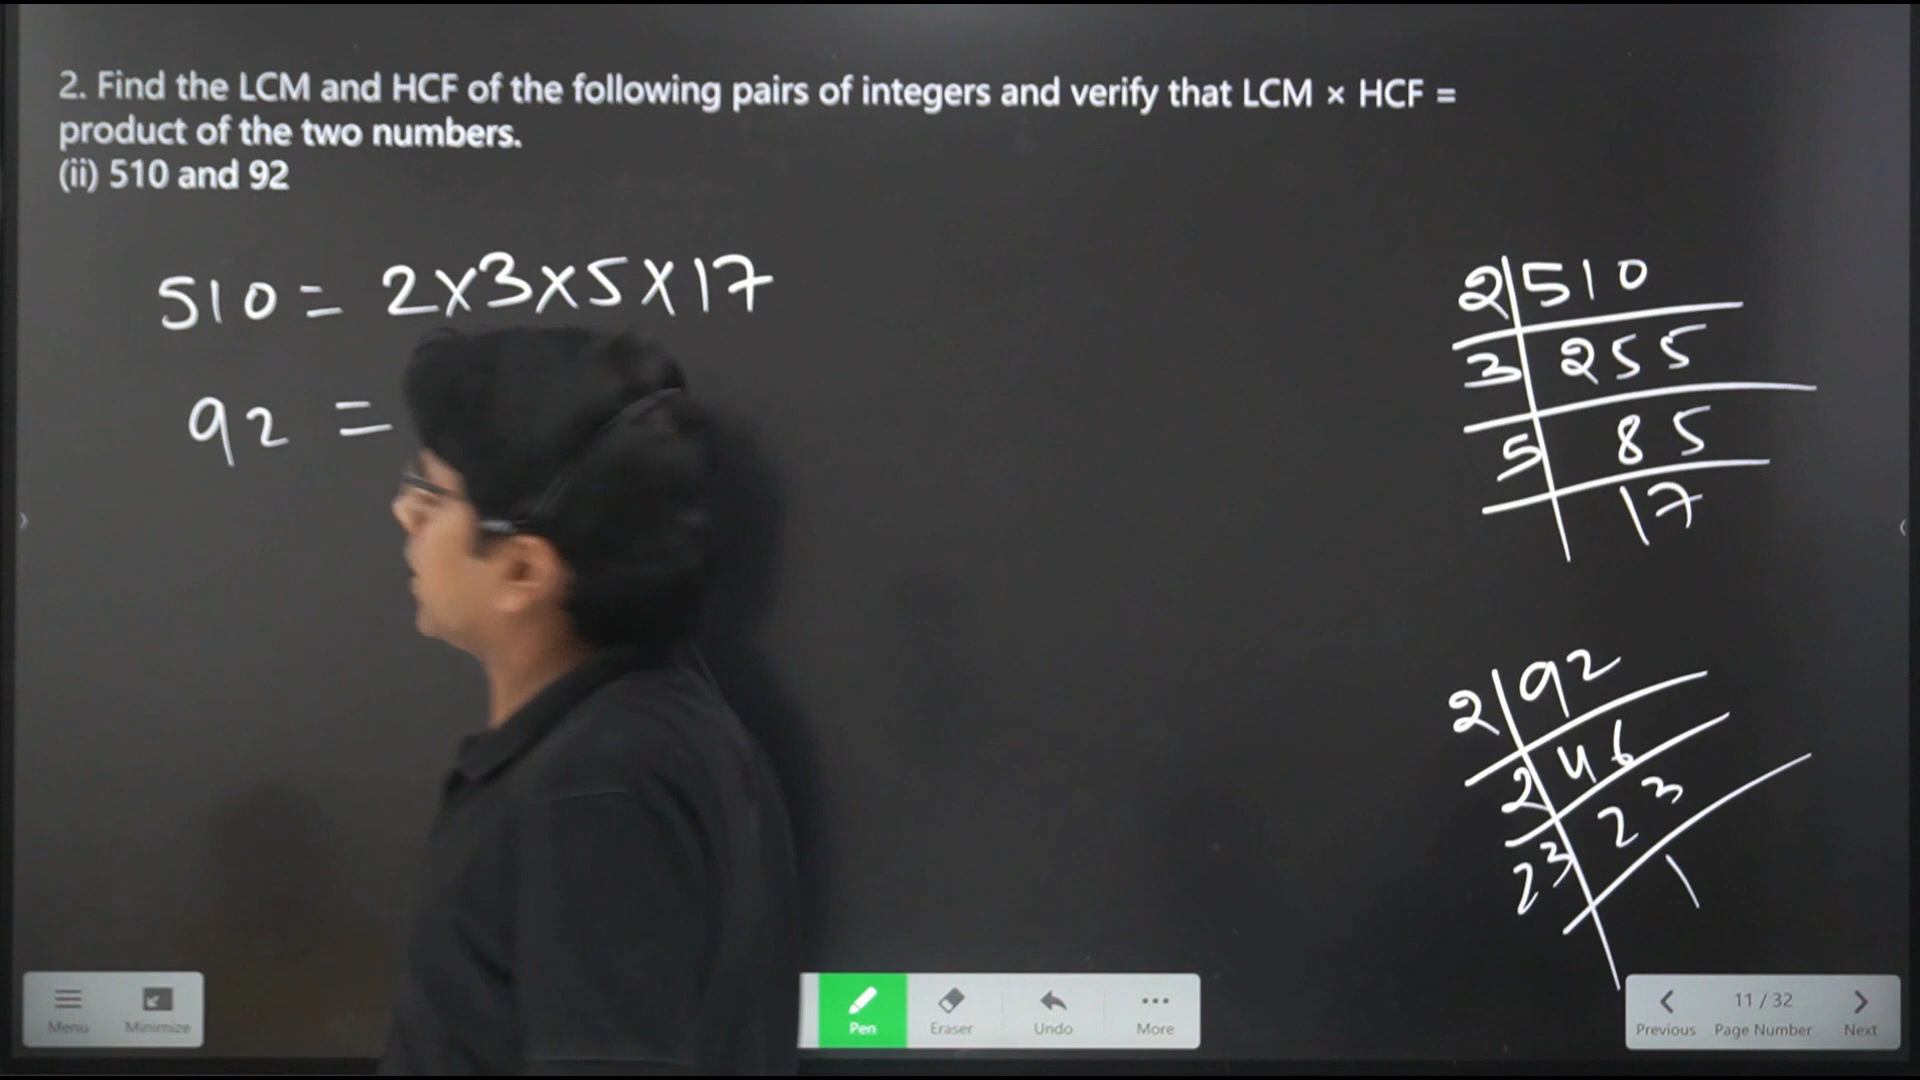 2. Find the LCM and HCF of the following pairs of integers and verify that LCM × HCF =
product of the two numbers.
(ii) 510 and 92
510 = 2×3×5×17
92 =
2 510
3 255
5 85
17
2 92
2 46
23 23
1
Menu
Minimize
Pen
Eraser
Undo
More
Previous
11 / 32
Page Number
Next